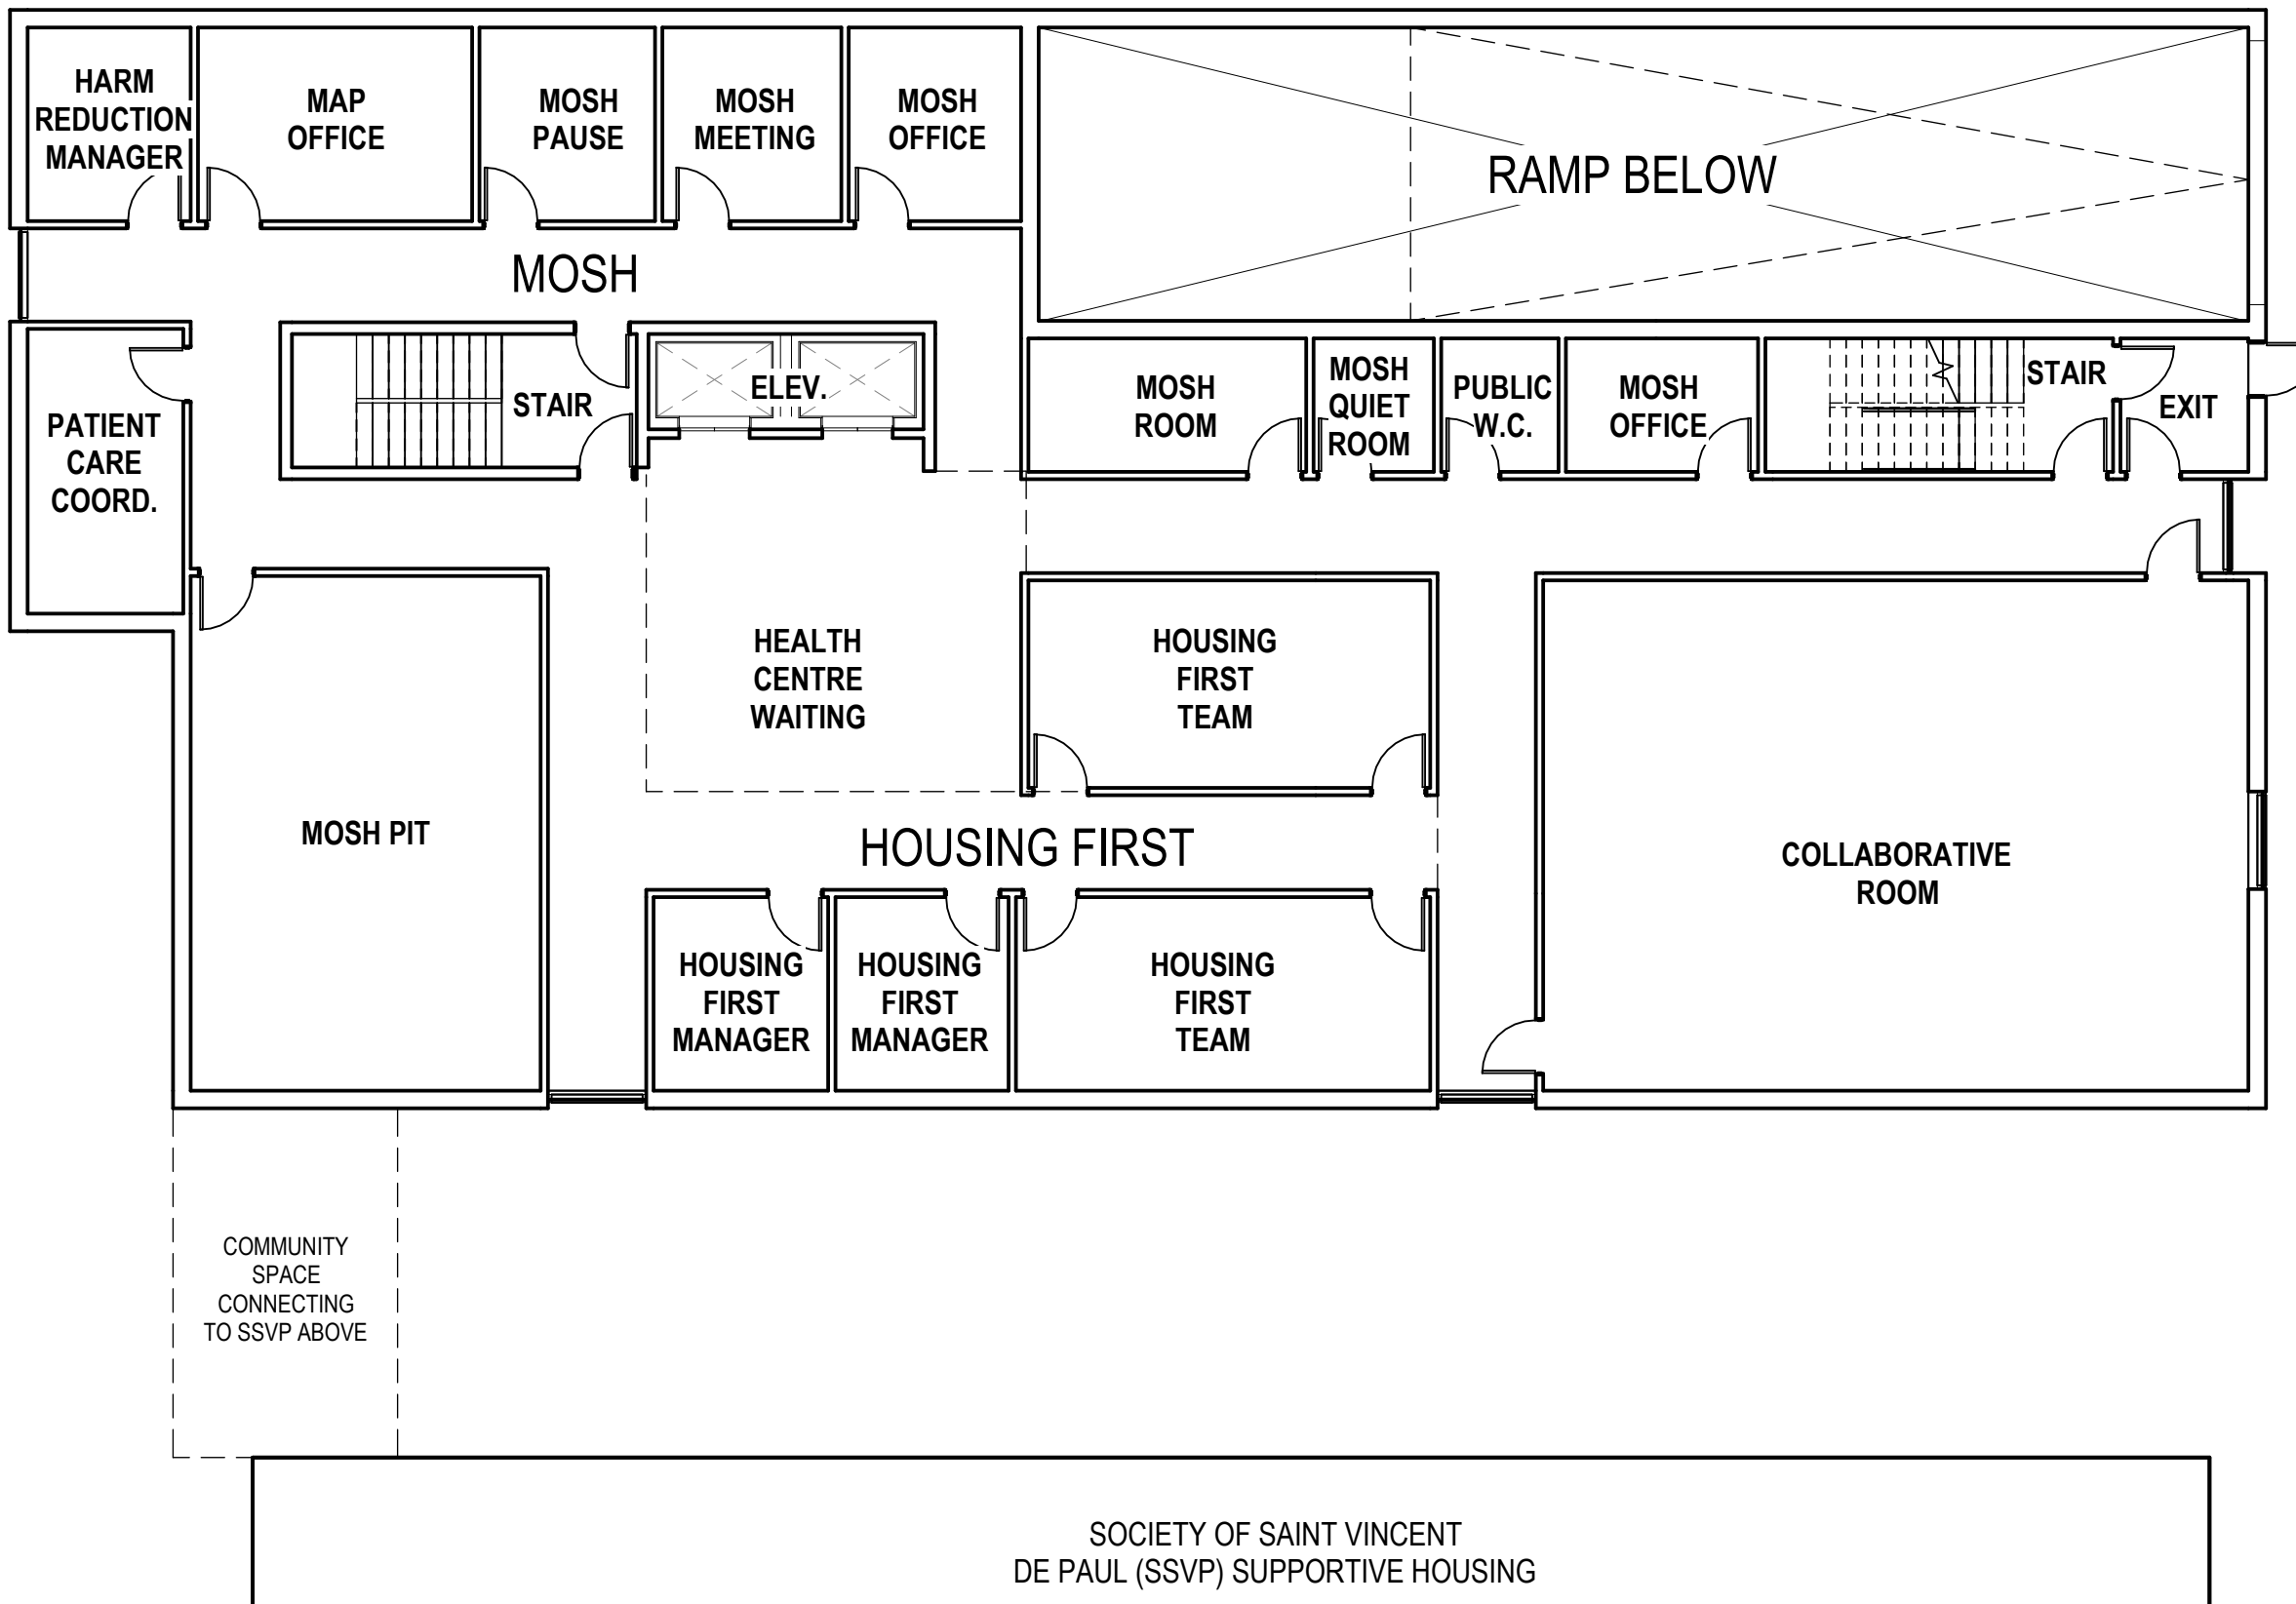 HARM
REDUCTION
MANAGER
MAP
OFFICE
MOSH
PAUSE
MOSH
MEETING
MOSH
OFFICE
RAMP BELOW
MOSH
PATIENT
CARE
COORD.
STAIR
ELEV.
MOSH
ROOM
MOSH
QUIET
ROOM
PUBLIC
W.C.
MOSH
OFFICE
STAIR
EXIT
HEALTH
CENTRE
WAITING
HOUSING
FIRST
TEAM
MOSH PIT
HOUSING FIRST
COLLABORATIVE
ROOM
HOUSING
FIRST
MANAGER
HOUSING
FIRST
MANAGER
HOUSING
FIRST
TEAM
COMMUNITY
SPACE
CONNECTING
TO SSVP ABOVE
SOCIETY OF SAINT VINCENT
DE PAUL (SSVP) SUPPORTIVE HOUSING